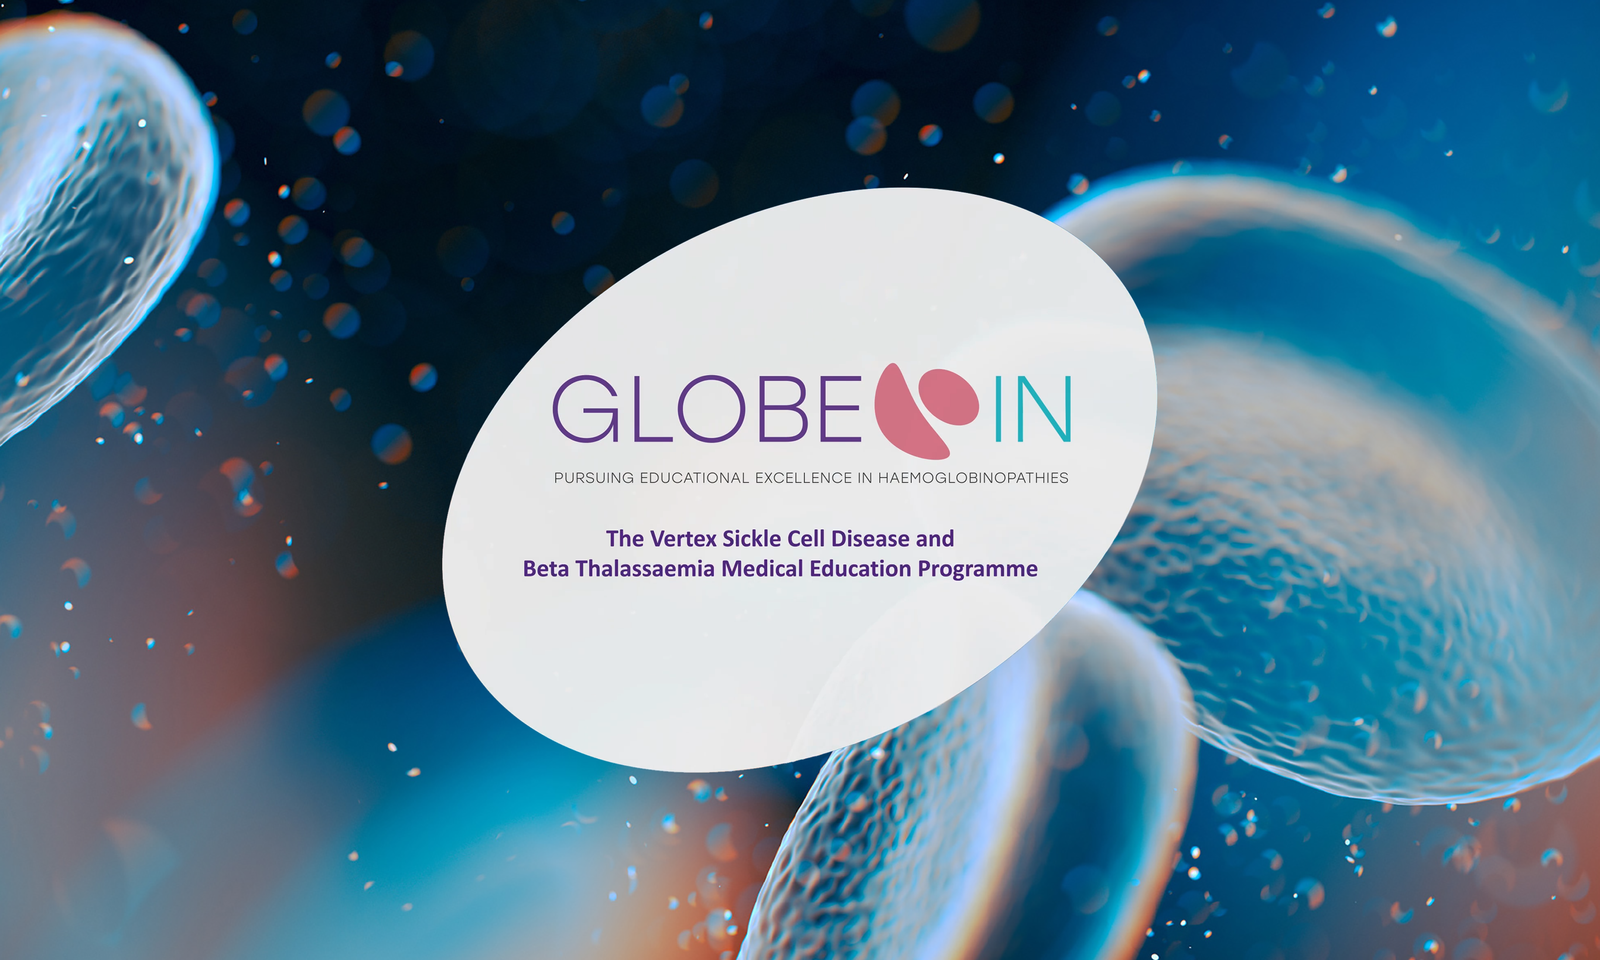 GLOBE IN
PURSUING EDUCATIONAL EXCELLENCE IN HAEMOGLOBINOPATHIES
The Vertex Sickle Cell Disease and
Beta Thalassaemia Medical Education Programme